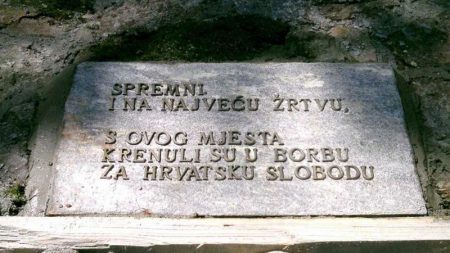 SPREMNI
I NA NAJVEĆU ŽRTVU,
S OVOG MJESTA
KRENULI SU U BORBU
ZA HRVATSKU SLOBODU